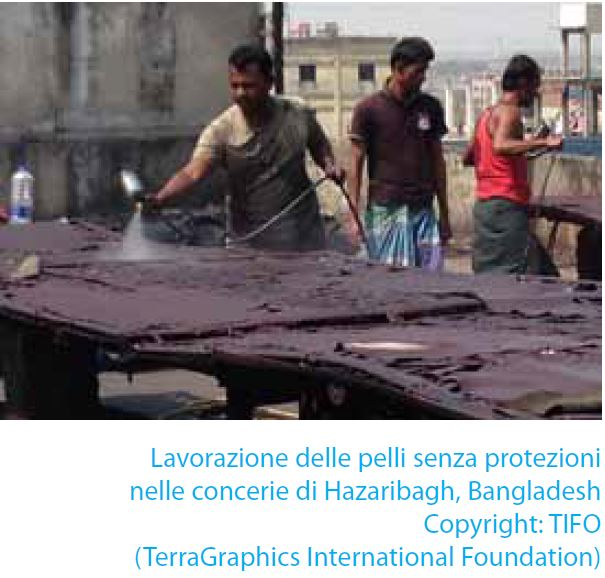 Lavorazione delle pelli senza protezioni
nelle concerie di Hazaribagh, Bangladesh
Copyright: TIFO
(TerraGraphics International Foundation)